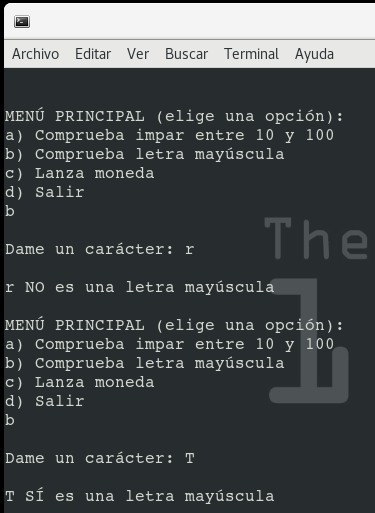 Archivo Editar Ver Buscar Terminal Ayuda
MENÚ PRINCIPAL (elige una opción):
a) Comprueba impar entre 10 y 100
b) Comprueba letra mayúscula
c) Lanza moneda
d) Salir
b
Dame un carácter: r
r NO es una letra mayúscula
MENÚ PRINCIPAL (elige una opción):
a) Comprueba impar entre 10 y 100
b) Comprueba letra mayúscula
c) Lanza moneda
d) Salir
b
Dame un carácter: T
T SÍ es una letra mayúscula
The
1